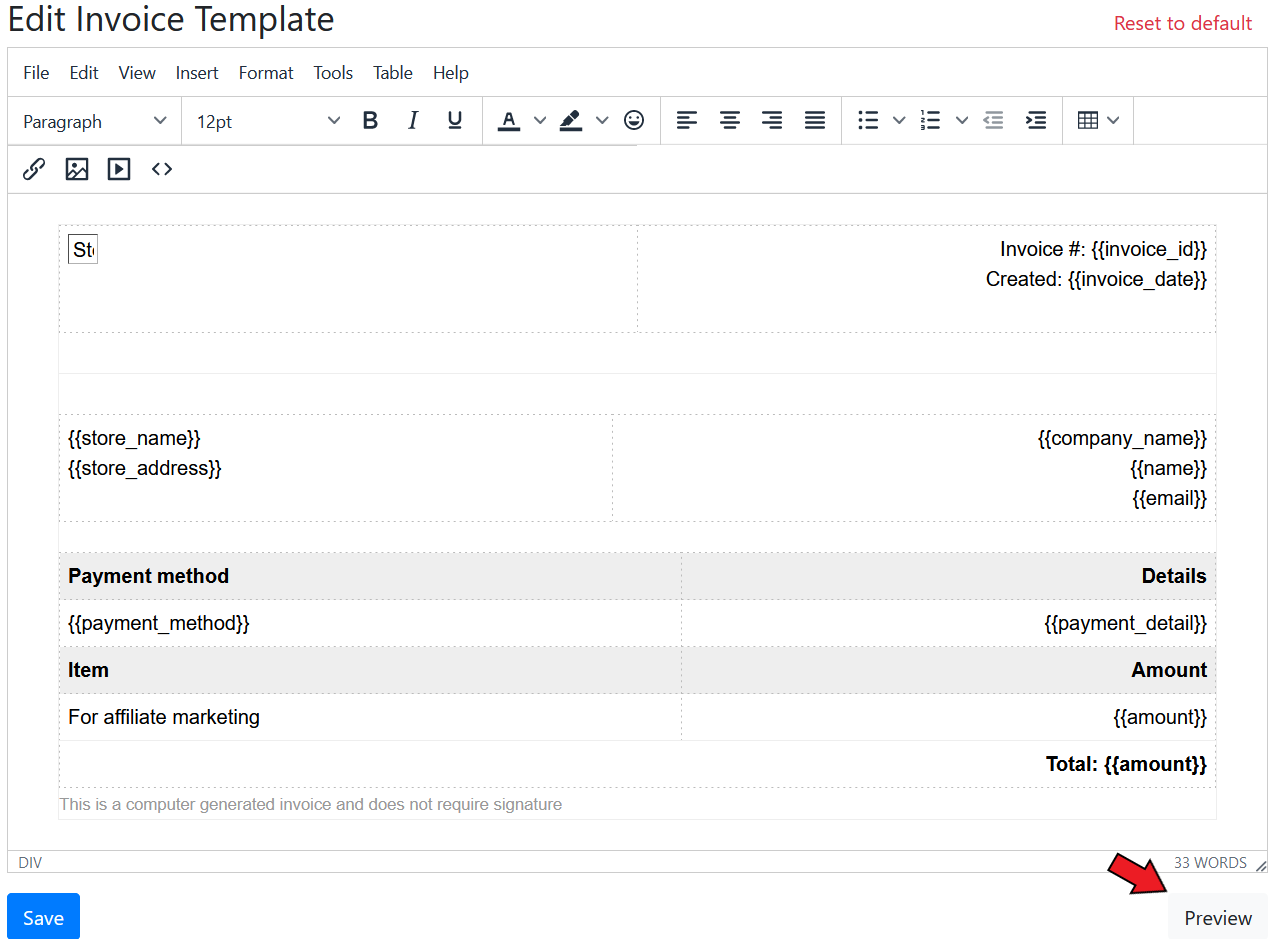 Edit Invoice Template
Reset to default
File Edit View Insert Format Tools Table Help
Paragraph 12pt B I U A
Invoice #: {{invoice_id}}
Created: {{invoice_date}}
{{store_name}} {{company_name}}
{{store_address}} {{name}}
{{email}}
Payment method Details
{{payment_method}} {{payment_detail}}
Item Amount
For affiliate marketing {{amount}}
Total: {{amount}}
This is a computer generated invoice and does not require signature
DIV 33 WORDS
Save Preview